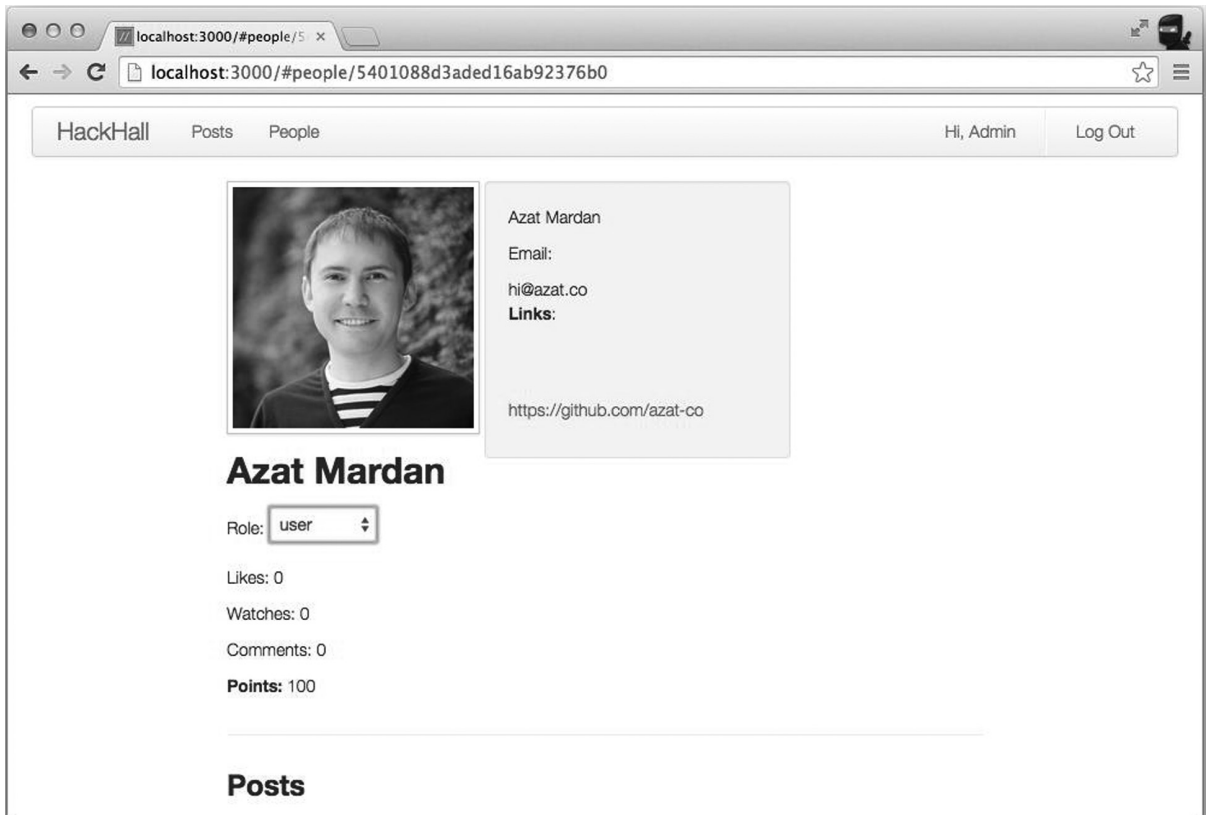 localhost:3000/#people/5
localhost:3000/#people/5401088d3aded16ab92376b0
HackHall Posts People Hi, Admin Log Out
Azat Mardan
Email:
hi@azat.co
Links:
https://github.com/azat-co
Azat Mardan
Role: user
Likes: 0
Watches: 0
Comments: 0
Points: 100
Posts